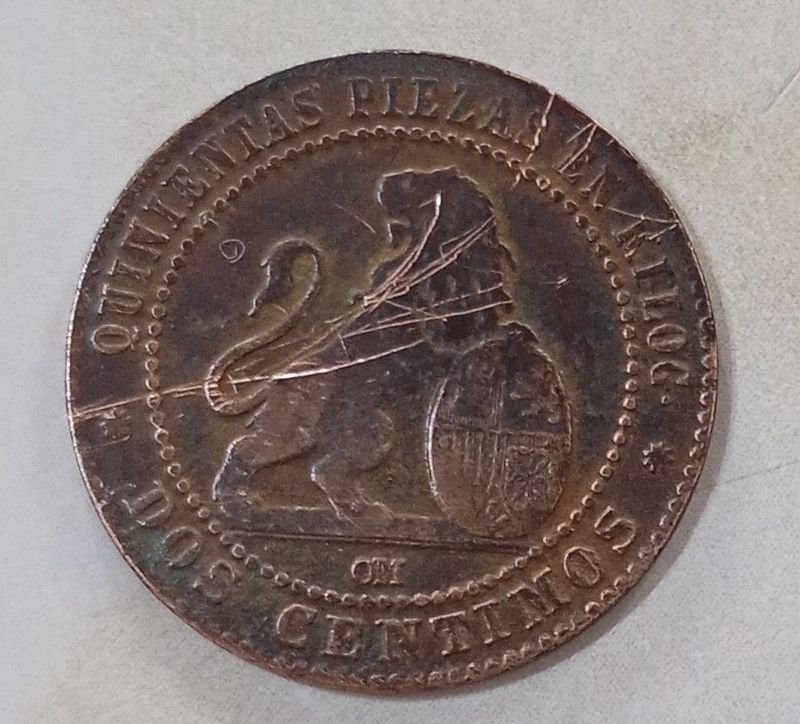 QUINIENTAS PIEZAS EN KILOG.
OM
DOS CENTIMOS